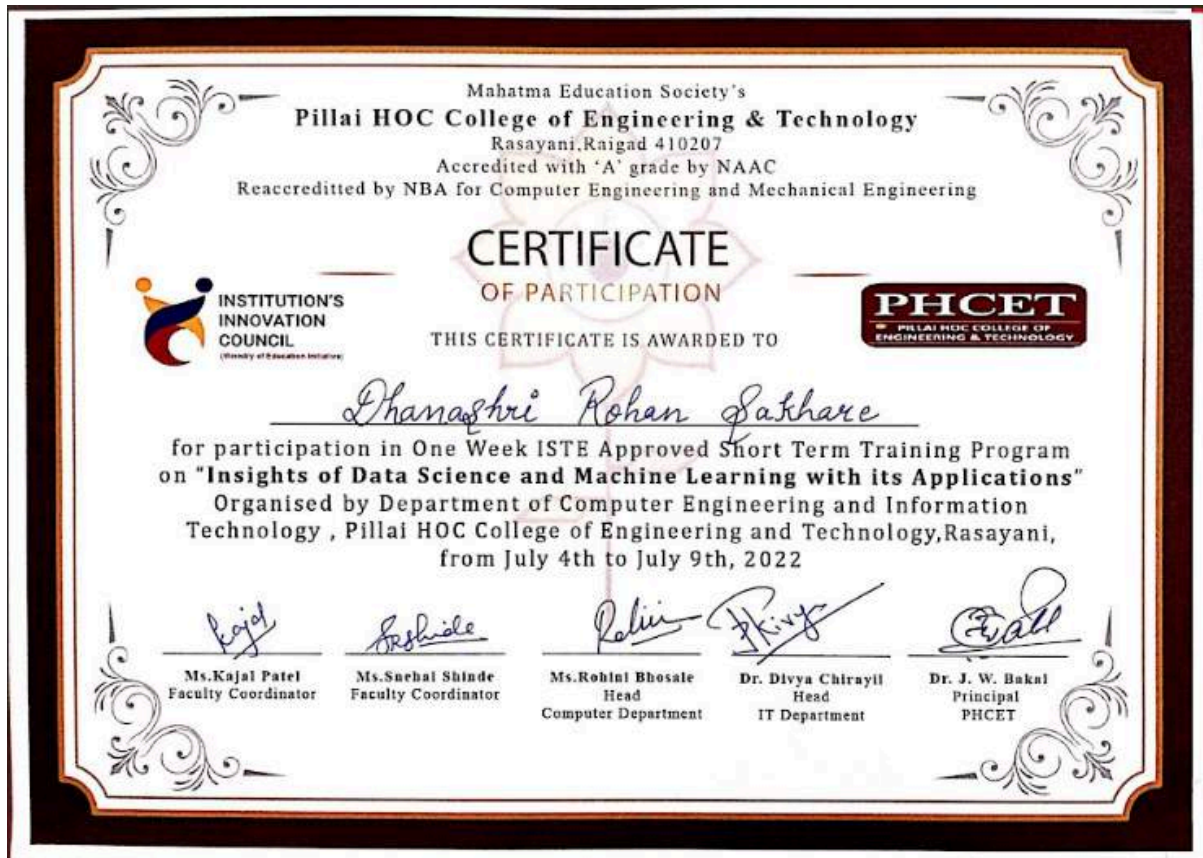 Mahatma Education Society's
Pillai HOC College of Engineering & Technology
Rasayani,Raigad 410207
Accredited with 'A' grade by NAAC
Reaccreditted by NBA for Computer Engineering and Mechanical Engineering
CERTIFICATE
OF PARTICIPATION
INSTITUTION'S
INNOVATION
COUNCIL
(Ministry of Education Initiative)
PHCET
PILLAI HOC COLLEGE OF
ENGINEERING & TECHNOLOGY
THIS CERTIFICATE IS AWARDED TO
Dhanashri Rohan Sakhare
for participation in One Week ISTE Approved Short Term Training Program
on "Insights of Data Science and Machine Learning with its Applications"
Organised by Department of Computer Engineering and Information
Technology , Pillai HOC College of Engineering and Technology,Rasayani,
from July 4th to July 9th, 2022
Kajal
Ms.Kajal Patel
Faculty Coordinator
SRShinde
Ms.Snehal Shinde
Faculty Coordinator
Ms.Rohini Bhosale
Head
Computer Department
Dr. Divya Chirayil
Head
IT Department
Dr. J. W. Bakal
Principal
PHCET